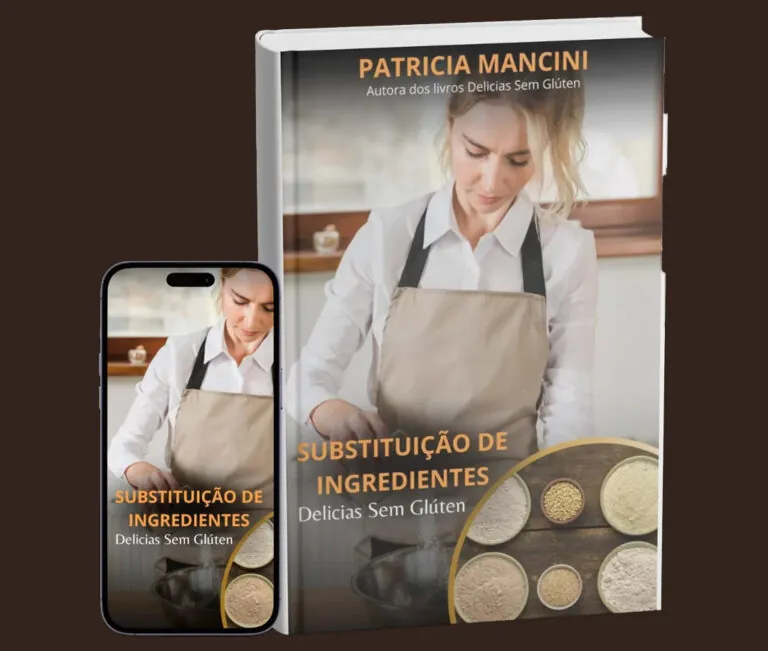 PATRICIA MANCINI
Autora dos livros Delicias Sem Glúten
SUBSTITUIÇÃO DE
INGREDIENTES
Delicias Sem Glúten
SUBSTITUIÇÃO DE
INGREDIENTES
Delicias Sem Glúten